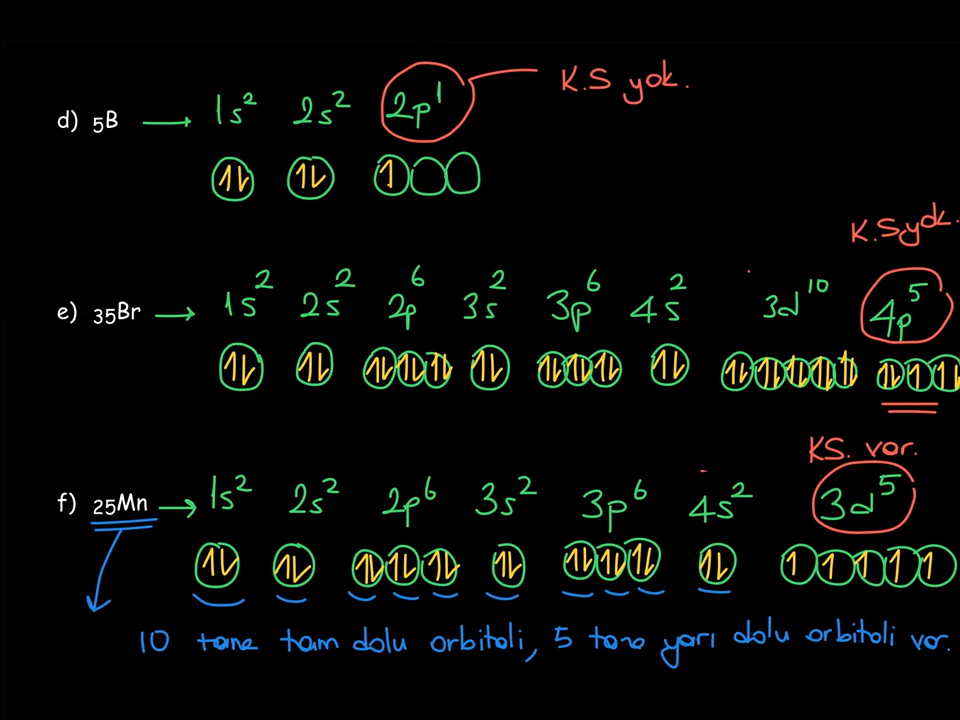 K.S yok.
d) ₅B → 1s² 2s² 2p¹
K.S yok.
e) ₃₅Br → 1s² 2s² 2p⁶ 3s² 3p⁶ 4s² 3d¹⁰ 4p⁵
KS. var.
f) ₂₅Mn → 1s² 2s² 2p⁶ 3s² 3p⁶ 4s² 3d⁵
10 tane tam dolu orbitali, 5 tane yarı dolu orbitali var.